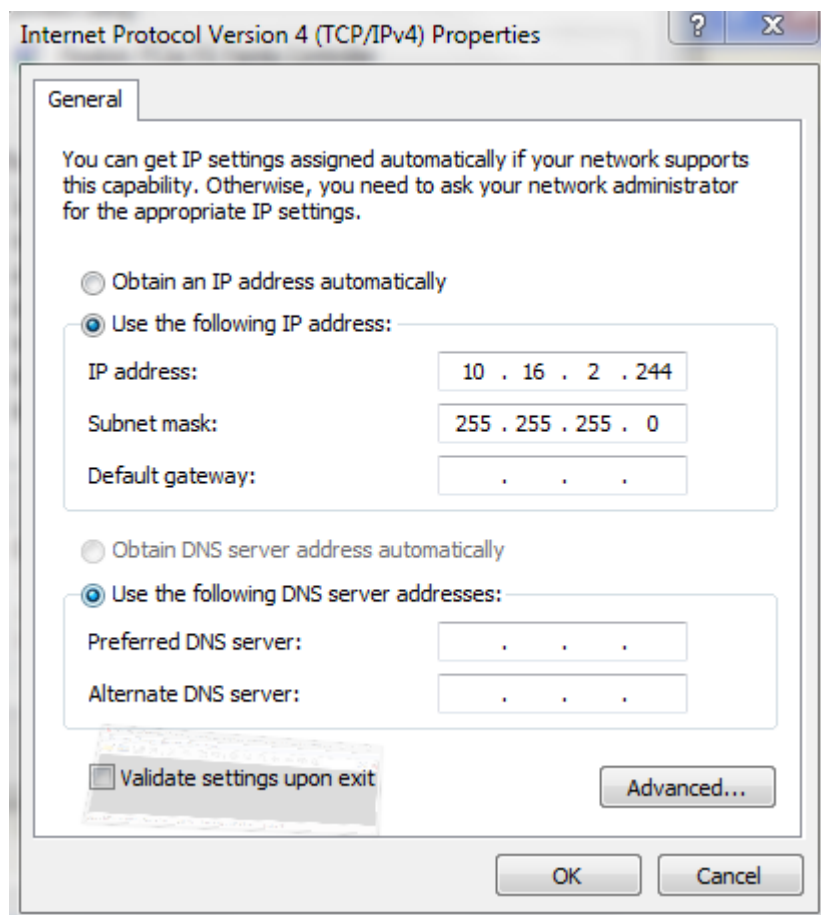 Internet Protocol Version 4 (TCP/IPv4) Properties
?
X
General
You can get IP settings assigned automatically if your network supports
this capability. Otherwise, you need to ask your network administrator
for the appropriate IP settings.
Obtain an IP address automatically
Use the following IP address:
IP address: 10 . 16 . 2 . 244
Subnet mask: 255 . 255 . 255 . 0
Default gateway: . . .
Obtain DNS server address automatically
Use the following DNS server addresses:
Preferred DNS server: . . .
Alternate DNS server: . . .
Validate settings upon exit
Advanced...
OK Cancel